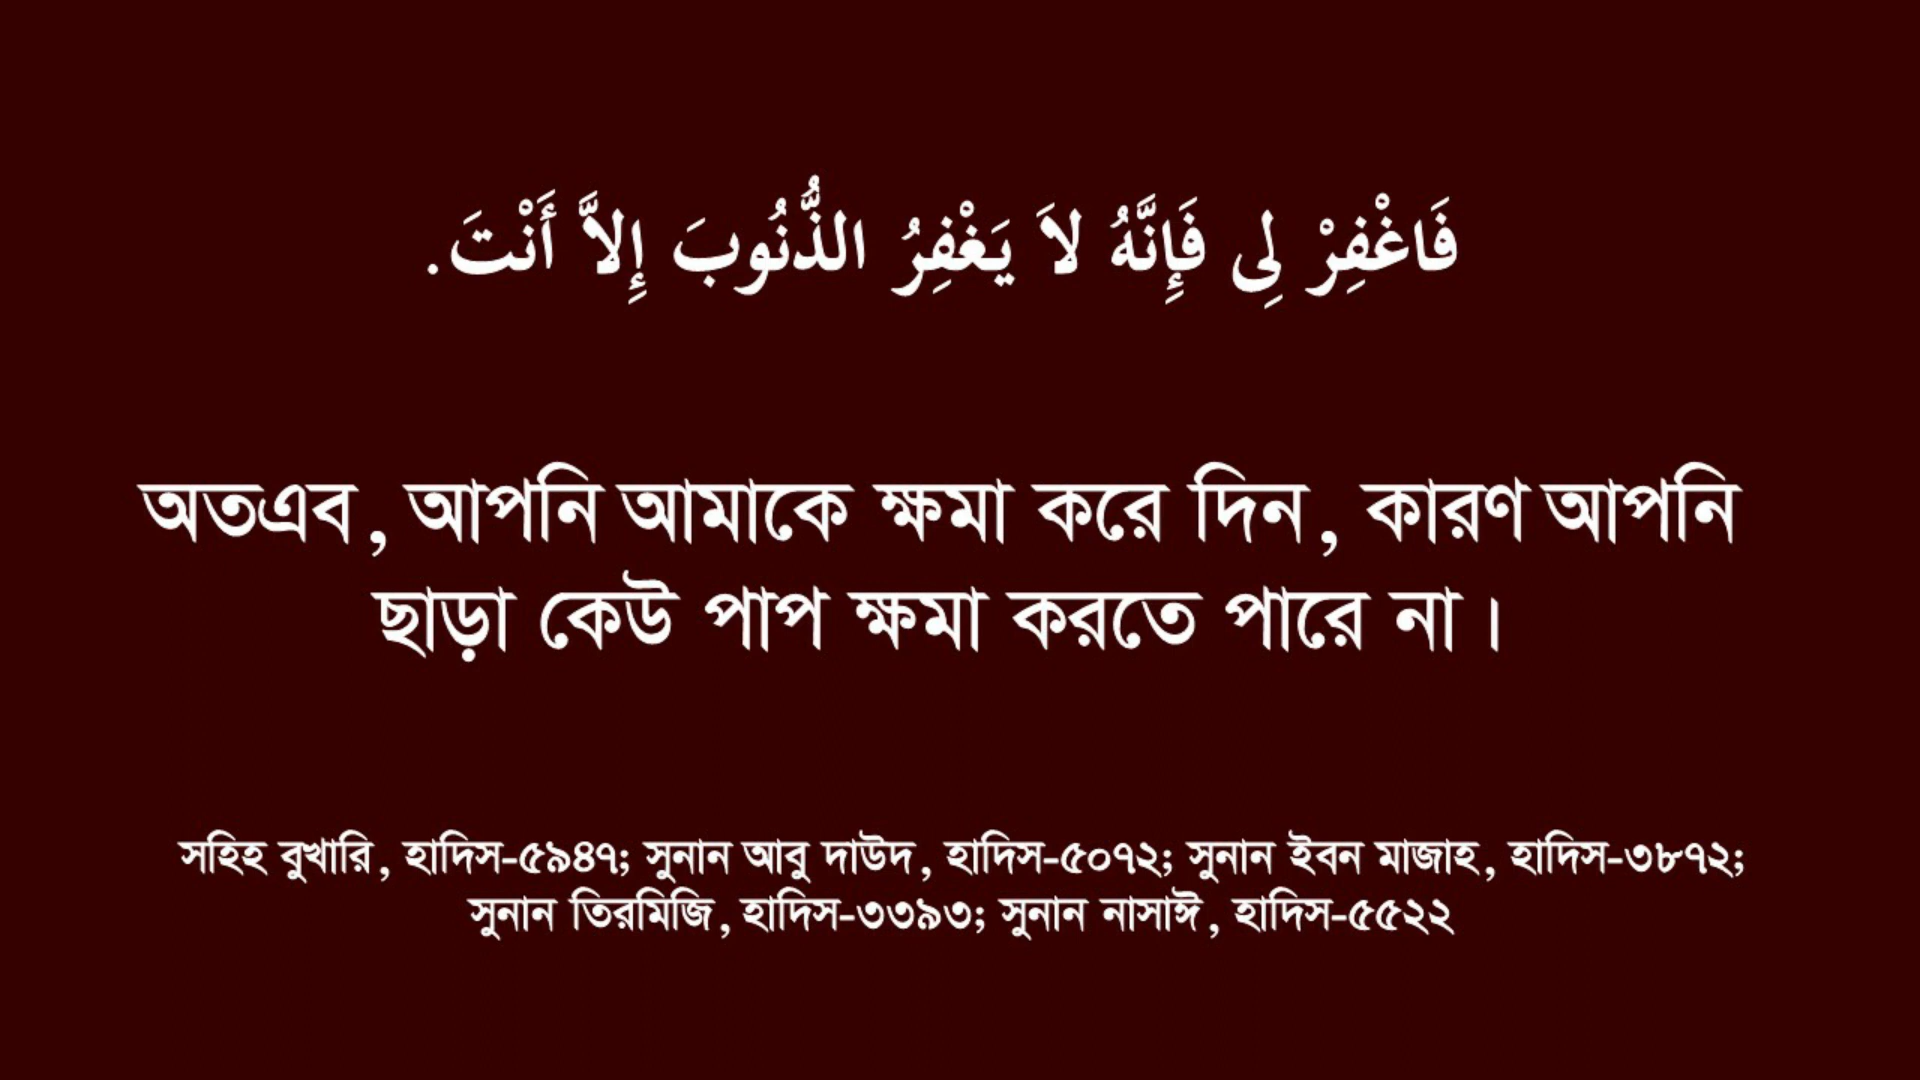 فَاغْفِرْ لِى فَإِنَّهُ لاَ يَغْفِرُ الذُّنُوبَ إِلاَّ أَنْتَ.
অতএব, আপনি আমাকে ক্ষমা করে দিন, কারণ আপনি
ছাড়া কেউ পাপ ক্ষমা করতে পারে না।
সহিহ বুখারি, হাদিস-৫৯৪৭; সুনান আবু দাউদ, হাদিস-৫০৭২; সুনান ইবন মাজাহ, হাদিস-৩৮৭২;
সুনান তিরমিজি, হাদিস-৩৩৯৩; সুনান নাসাঈ, হাদিস-৫৫২২